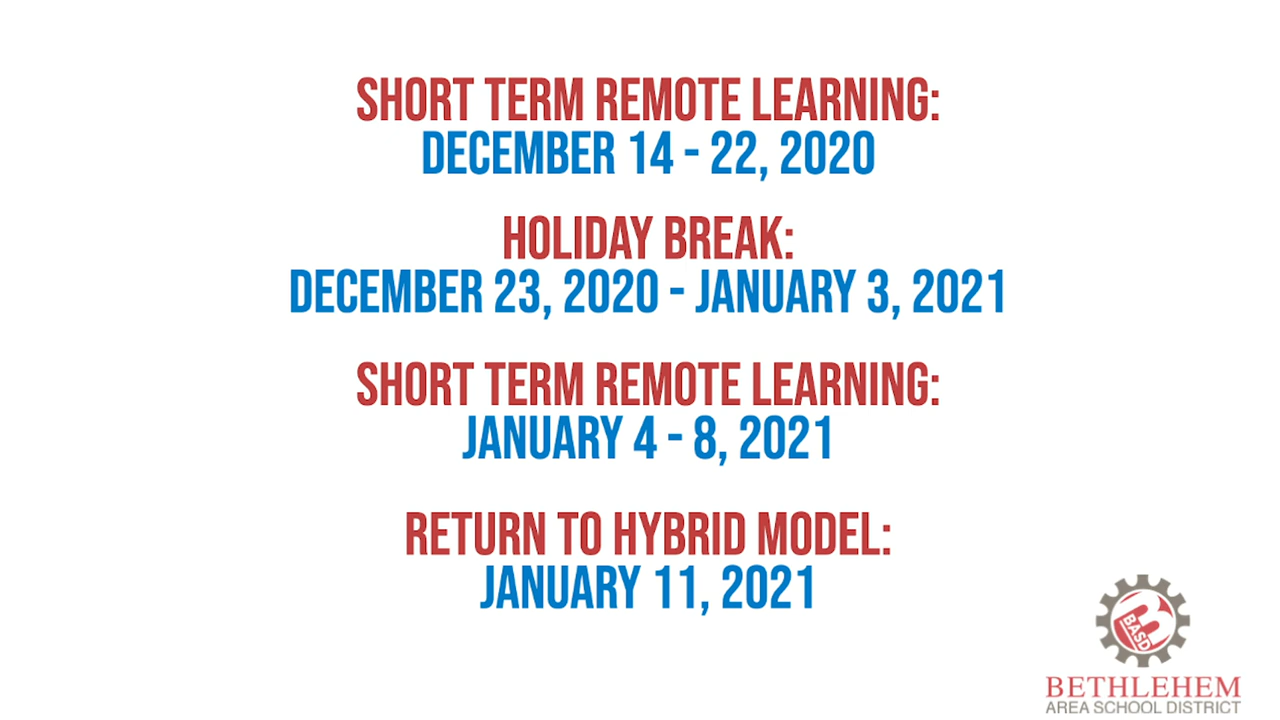 SHORT TERM REMOTE LEARNING:
DECEMBER 14 - 22, 2020
HOLIDAY BREAK:
DECEMBER 23, 2020 - JANUARY 3, 2021
SHORT TERM REMOTE LEARNING:
JANUARY 4 - 8, 2021
RETURN TO HYBRID MODEL:
JANUARY 11, 2021
BASD
BETHLEHEM
AREA SCHOOL DISTRICT